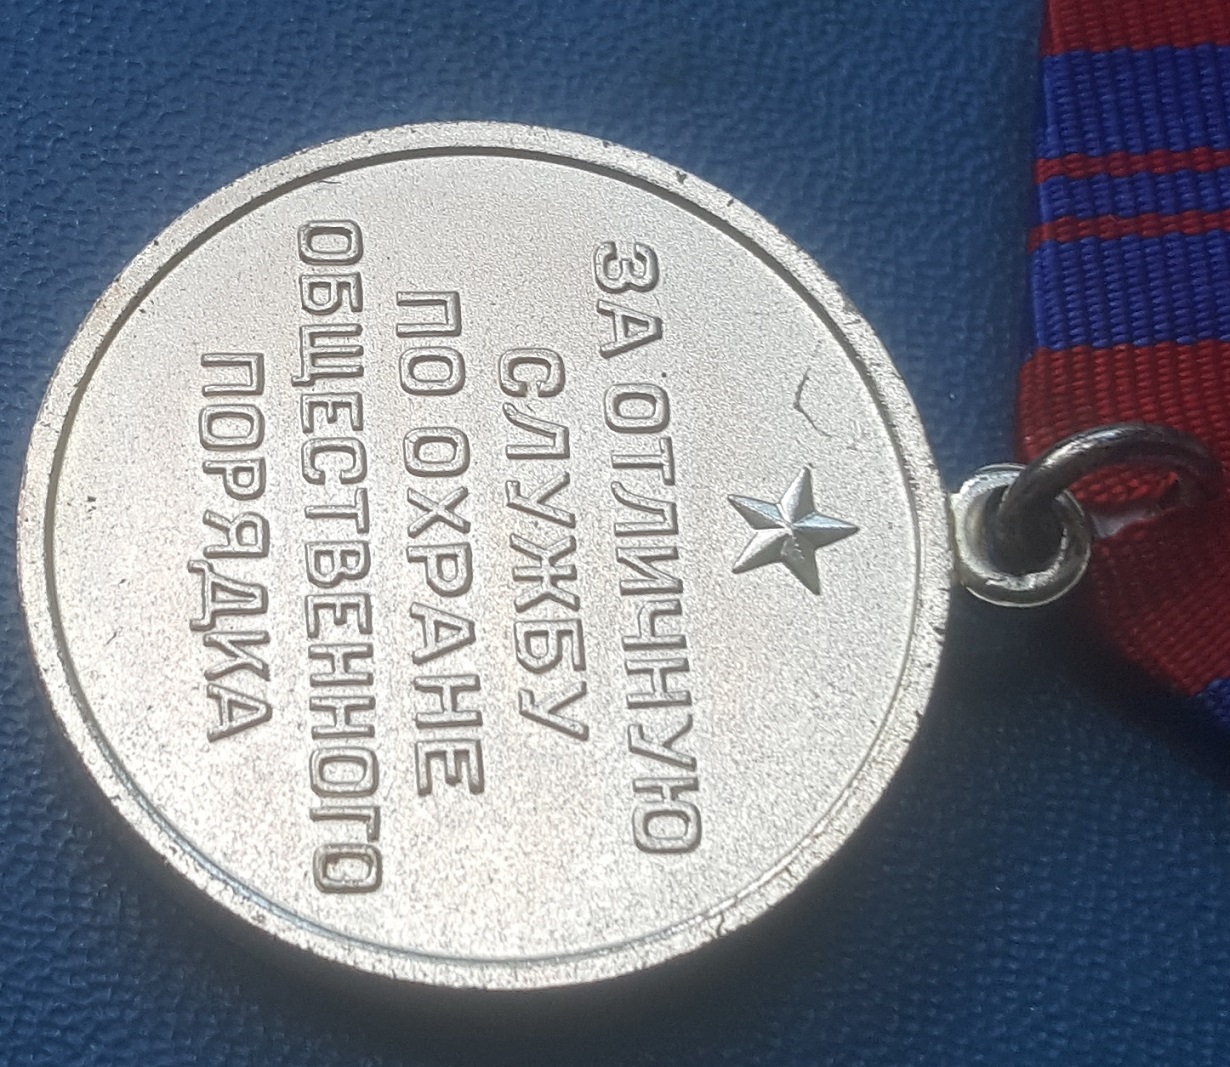 ЗА ОТЛИЧНУЮ
СЛУЖБУ
ПО ОХРАНЕ
ОБЩЕСТВЕННОГО
ПОРЯДКА